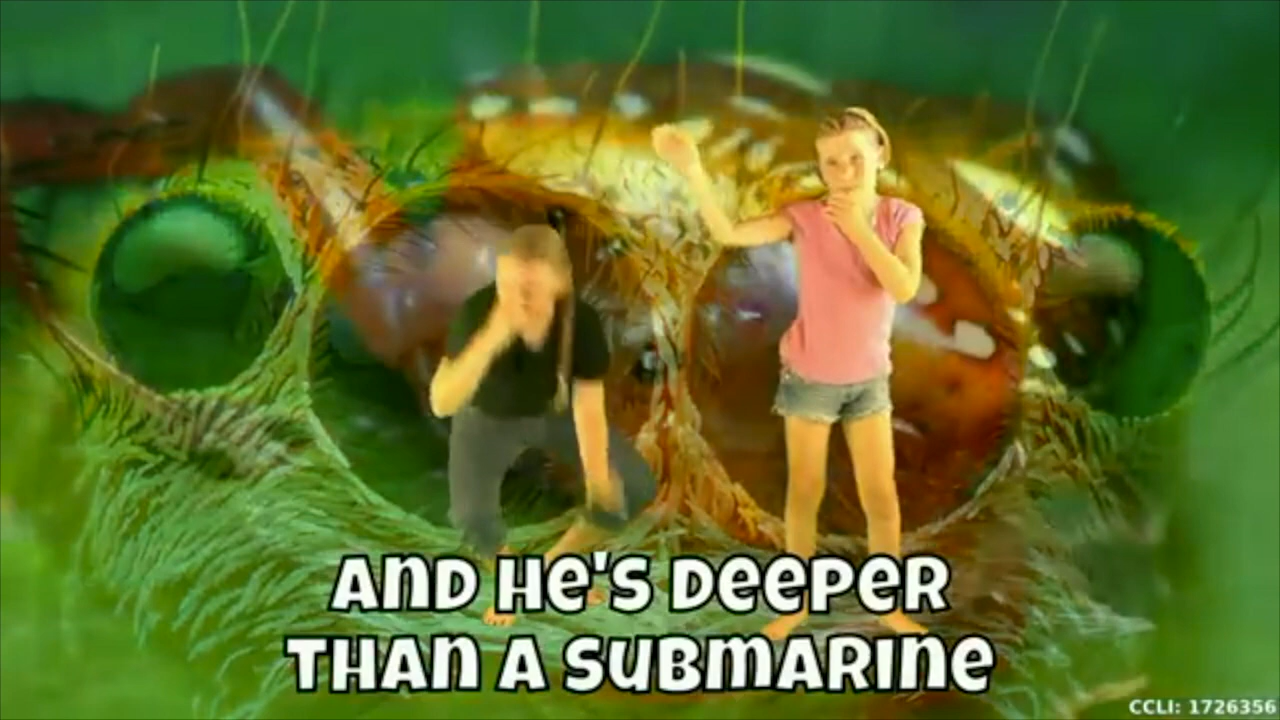 AND HE'S DEEPER
THAN A SUBMARINE
CCLI: 1726356